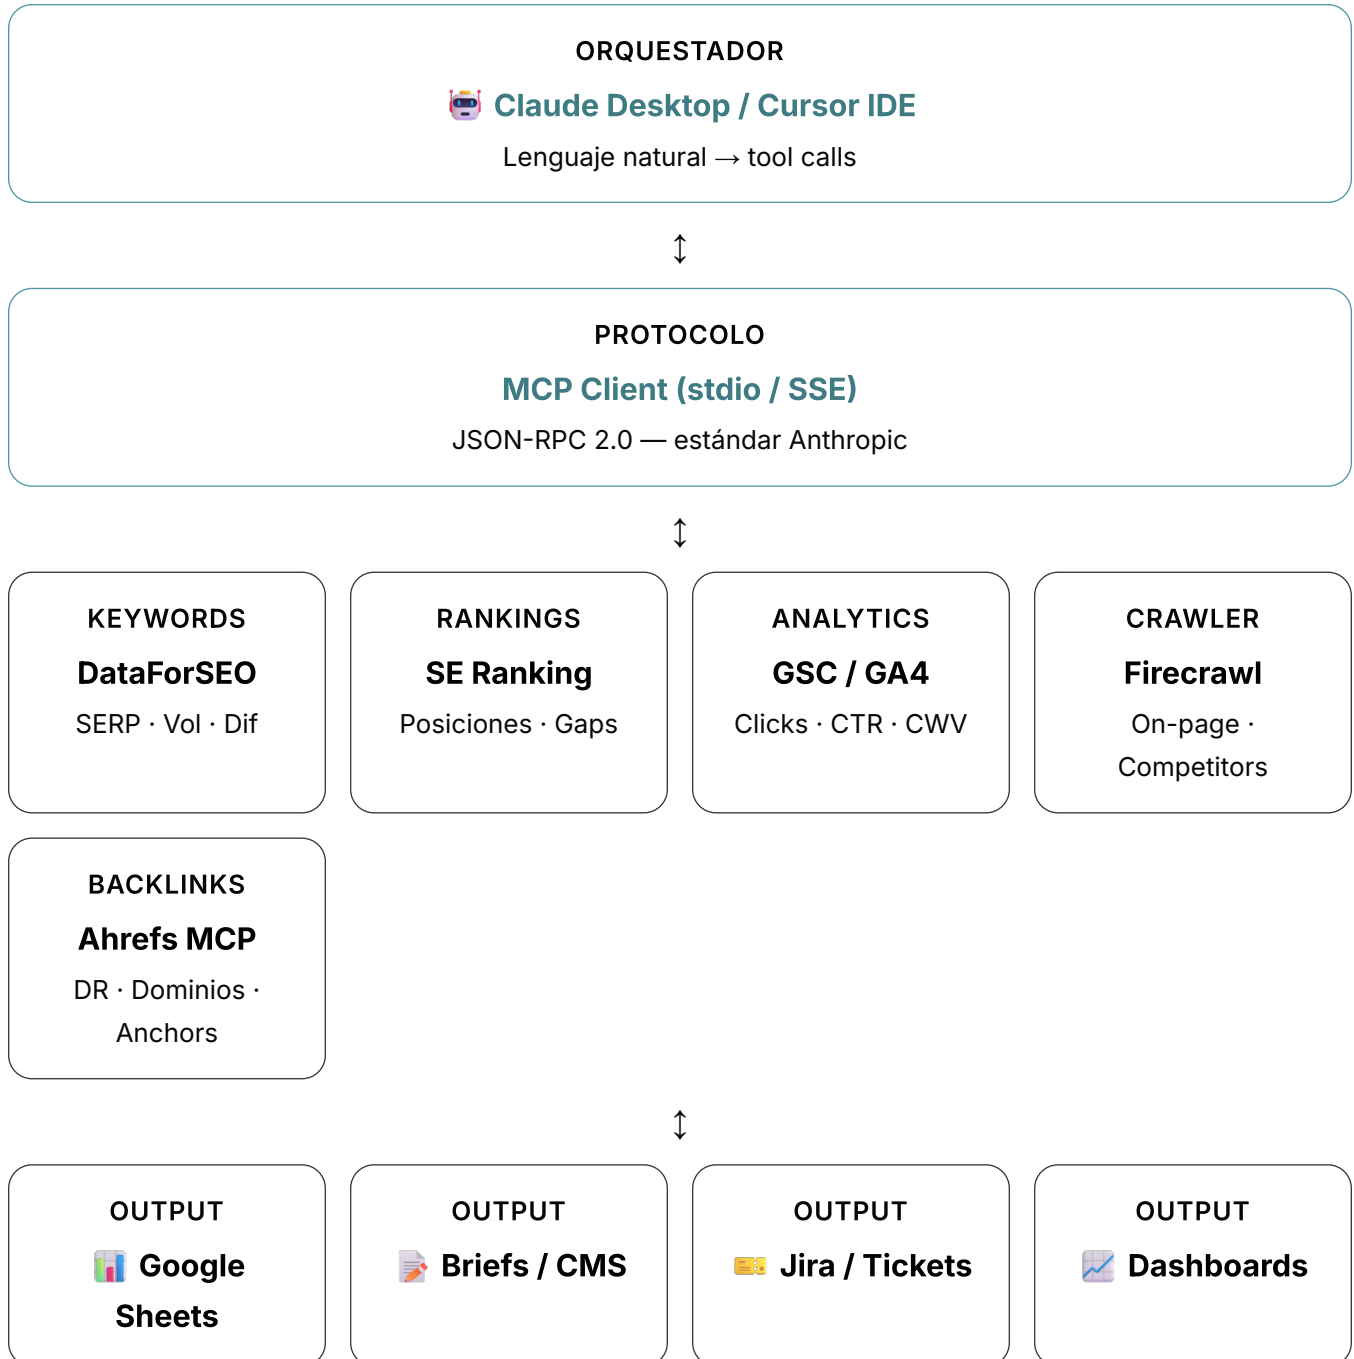 ORQUESTADOR
🤖 Claude Desktop / Cursor IDE
Lenguaje natural → tool calls
↕
PROTOCOLO
MCP Client (stdio / SSE)
JSON-RPC 2.0 — estándar Anthropic
↕
KEYWORDS
DataForSEO
SERP · Vol · Dif
RANKINGS
SE Ranking
Posiciones · Gaps
ANALYTICS
GSC / GA4
Clicks · CTR · CWV
CRAWLER
Firecrawl
On-page ·
Competitors
BACKLINKS
Ahrefs MCP
DR · Dominios ·
Anchors
↕
OUTPUT
📊 Google
Sheets
OUTPUT
📝 Briefs / CMS
OUTPUT
🎫 Jira / Tickets
OUTPUT
📈 Dashboards